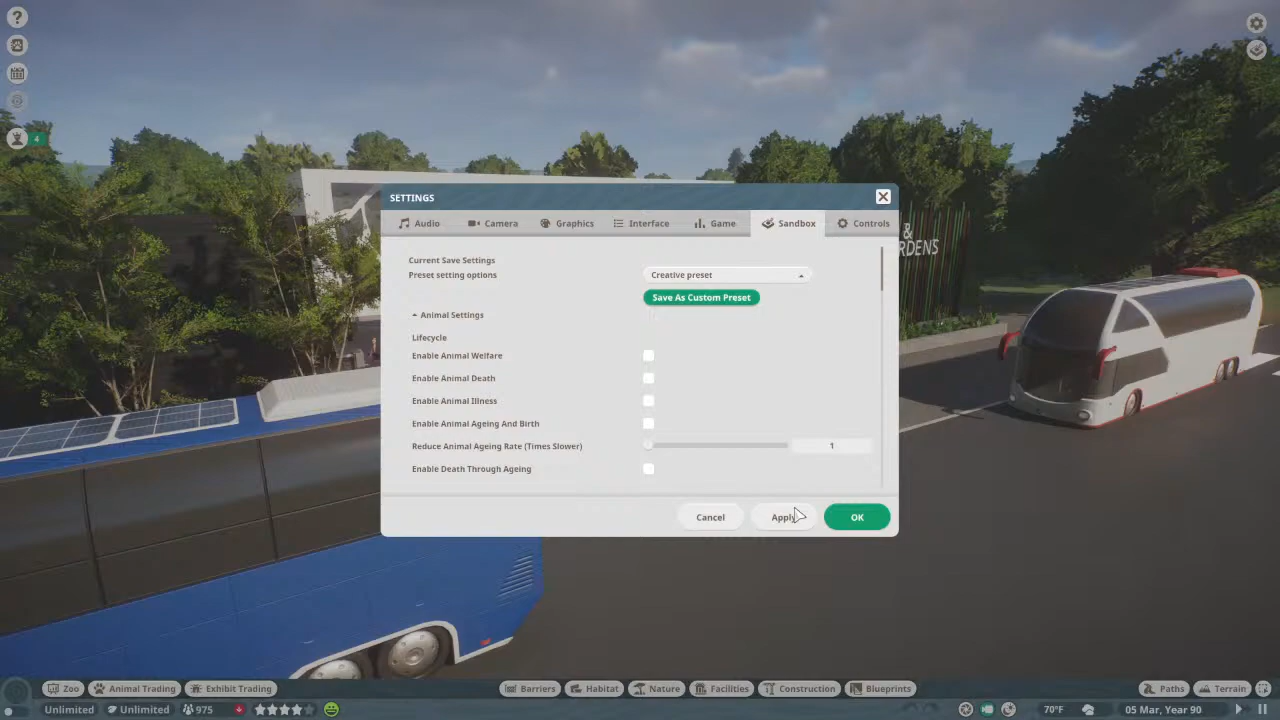 ?
4
SETTINGS
Audio
Camera
Graphics
Interface
Game
Sandbox
Controls
&
Current Save Settings
Preset setting options
Creative preset
Save As Custom Preset
Animal Settings
Lifecycle
Enable Animal Welfare
Enable Animal Death
Enable Animal Illness
Enable Animal Ageing And Birth
Reduce Animal Ageing Rate (Times Slower)
1
Enable Death Through Ageing
Cancel
Apply
OK
Zoo
Animal Trading
Exhibit Trading
Barriers
Habitat
Nature
Facilities
Construction
Blueprints
Paths
Terrain
Unlimited
Unlimited
975
70°F
05 Mar, Year 90